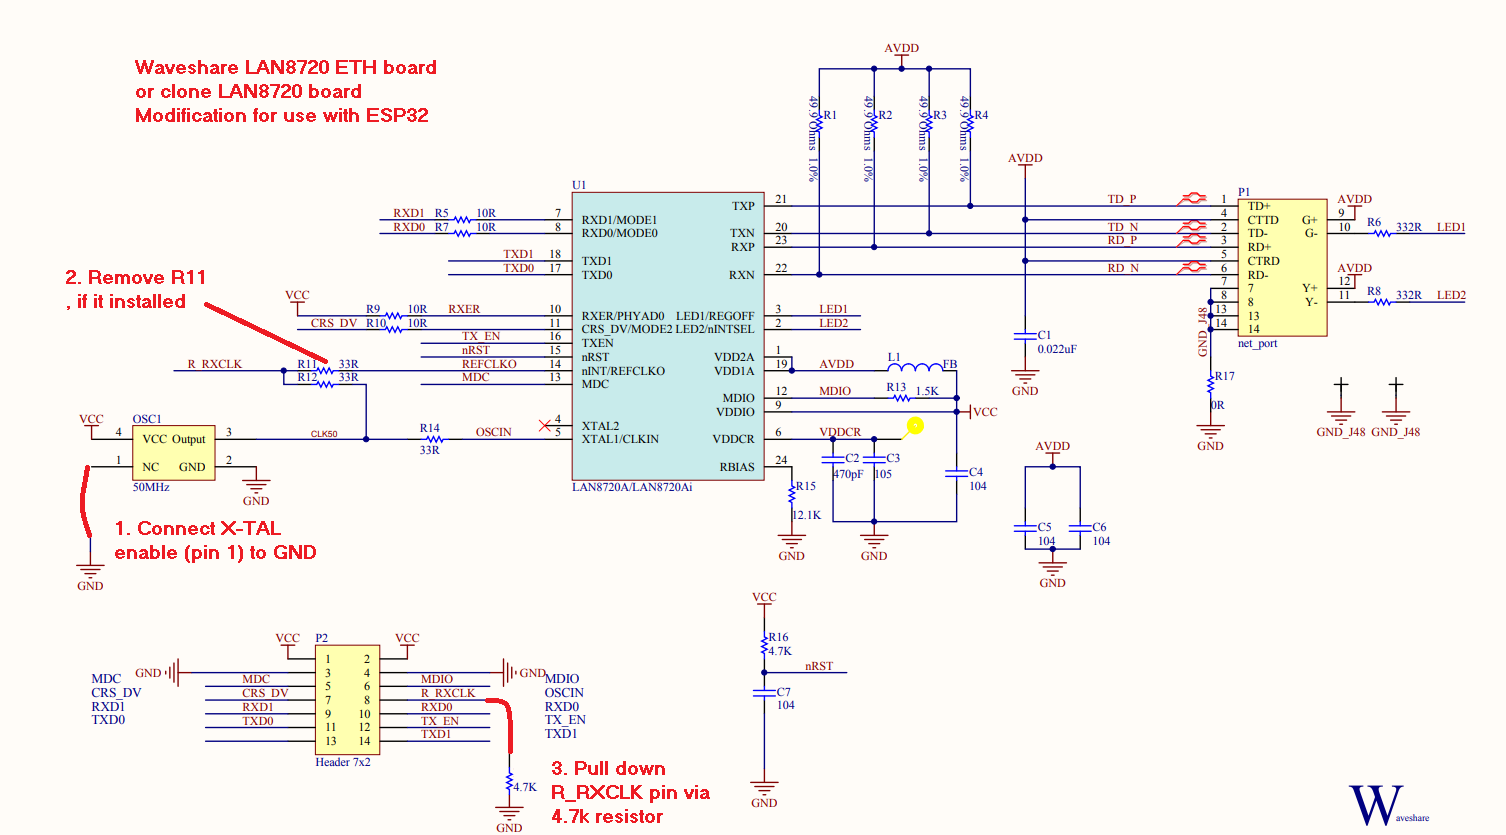 Waveshare LAN8720 ETH board
or clone LAN8720 board
Modification for use with ESP32
AVDD
49.9 Ohms 1.0% R1
49.9 Ohms 1.0% R2
49.9 Ohms 1.0% R3
49.9 Ohms 1.0% R4
AVDD
U1
P1
RXD1 R5 10R 7 RXD1/MODE1 TXP 21 TD_P 1 TD+
4 CTTD G+ 9 AVDD
RXD0 R7 10R 8 RXD0/MODE0 TXN 20 TD_N 2 TD- G- 10 R6 332R LED1
RXP 23 RD_P 3 RD+
TXD1 18 TXD1 5 CTRD
TXD0 17 TXD0 RXN 22 RD_N 6 RD- AVDD
7 7 Y+ 12
8 8 Y- 11 R8 332R LED2
13 13
14 14
GND_J48
net_port
2. Remove R11
, if it installed
VCC
R9 10R RXER 10 RXER/PHYAD0 LED1/REGOFF 3 LED1
CRS_DV R10 10R 11 CRS_DV/MODE2 LED2/nINTSEL 2 LED2
TX_EN 16 TXEN
nRST 15 nRST VDD2A 1
R_RXCLK R11 33R REFCLKO 14 nINT/REFCLKO VDD1A 19 AVDD L1 FB
R12 33R MDC 13 MDC
MDIO 12 MDIO R13 1.5K
VDDIO 9 VCC
C1
0.022uF
GND
R17
0R
GND
GND_J48 GND_J48
VCC OSC1
4 VCC Output 3 CLK50 R14 33R OSCIN
4 XTAL2
5 XTAL1/CLKIN VDDCR 6 VDDCR
1 NC GND 2
50MHz
GND
RBIAS 24
LAN8720A/LAN8720Ai
C2
470pF
C3
105
C4
104
R15
12.1K
GND GND
AVDD
C5
104
C6
104
GND
1. Connect X-TAL
enable (pin 1) to GND
GND
VCC P2 VCC
1 2
GND 3 4 GND
MDC MDC 5 6 MDIO MDIO
CRS_DV CRS_DV 7 8 R_RXCLK OSCIN
RXD1 RXD1 9 10 RXD0 RXD0
TXD0 TXD0 11 12 TX_EN TX_EN
13 14 TXD1 TXD1
Header 7x2
VCC
R16
4.7K
nRST
C7
104
GND
4.7K
GND
3. Pull down
R_RXCLK pin via
4.7k resistor
Waveshare